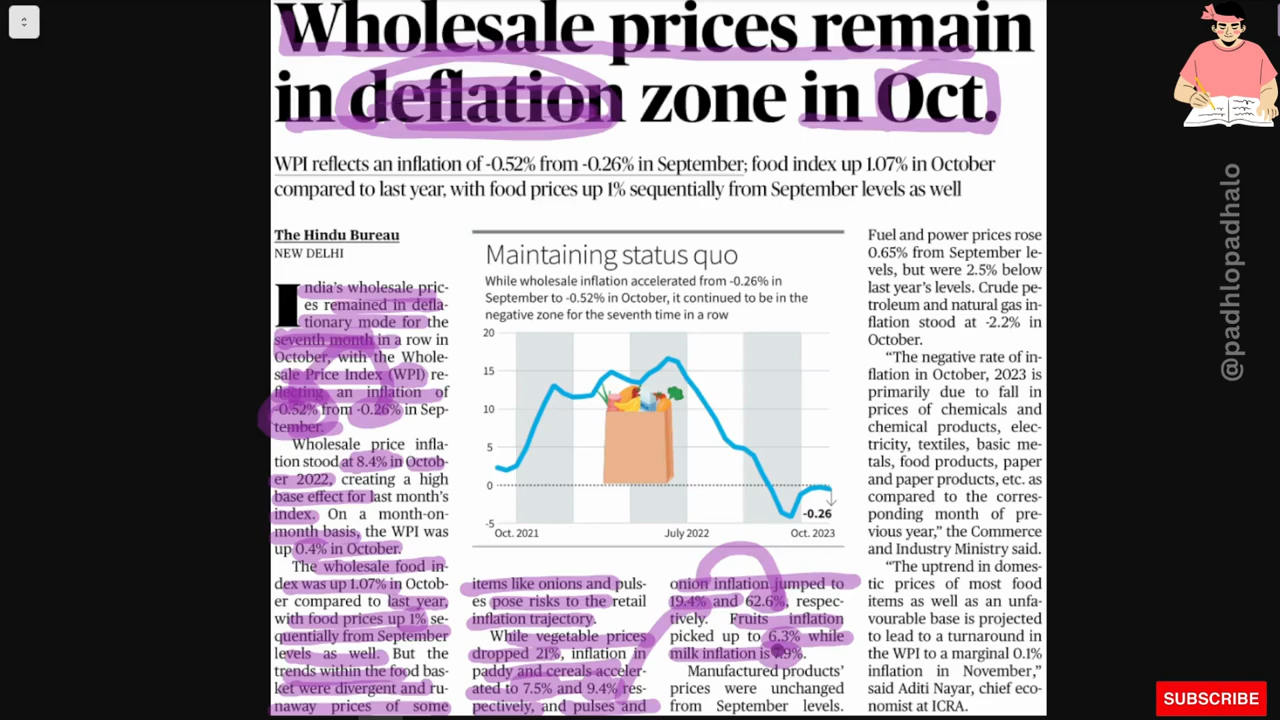 Wholesale prices remain
in deflation zone in Oct.
WPI reflects an inflation of -0.52% from -0.26% in September; food index up 1.07% in October
compared to last year, with food prices up 1% sequentially from September levels as well
The Hindu Bureau
NEW DELHI
India's wholesale pric-
es remained in defla-
tionary mode for the
seventh month in a row in
October, with the Whole-
sale Price Index (WPI) re-
flecting an inflation of
-0.52% from -0.26% in Sep-
tember.
Wholesale price infla-
tion stood at 8.4% in Octob-
er 2022, creating a high
base effect for last month's
index. On a month-on-
month basis, the WPI was
up 0.4% in October.
The wholesale food in-
dex was up 1.07% in Octob-
er compared to last year,
with food prices up 1% se-
quentially from September
levels as well. But the
trends within the food bas-
ket were divergent and ru-
naway prices of some
Maintaining status quo
While wholesale inflation accelerated from -0.26% in
September to -0.52% in October, it continued to be in the
negative zone for the seventh time in a row
20
15
10
5
0
-5
-0.26
Oct. 2021
July 2022
Oct. 2023
items like onions and puls-
es pose risks to the retail
inflation trajectory.
While vegetable prices
dropped 21%, inflation in
paddy and cereals acceler-
ated to 7.5% and 9.4% res-
pectively, and pulses and
onion inflation jumped to
19.4% and 62.6%, respec-
tively. Fruits inflation
picked up to 6.3% while
milk inflation is 7.9%.
Manufactured products'
prices were unchanged
from September levels.
Fuel and power prices rose
0.65% from September le-
vels, but were 2.5% below
last year's levels. Crude pe-
troleum and natural gas in-
flation stood at -2.2% in
October.
"The negative rate of in-
flation in October, 2023 is
primarily due to fall in
prices of chemicals and
chemical products, elec-
tricity, textiles, basic me-
tals, food products, paper
and paper products, etc. as
compared to the corres-
ponding month of pre-
vious year," the Commerce
and Industry Ministry said.
"The uptrend in domes-
tic prices of most food
items as well as an unfa-
vourable base is projected
to lead to a turnaround in
the WPI to a marginal 0.1%
inflation in November,"
said Aditi Nayar, chief eco-
nomist at ICRA.
@padhlopadhalo
SUBSCRIBE